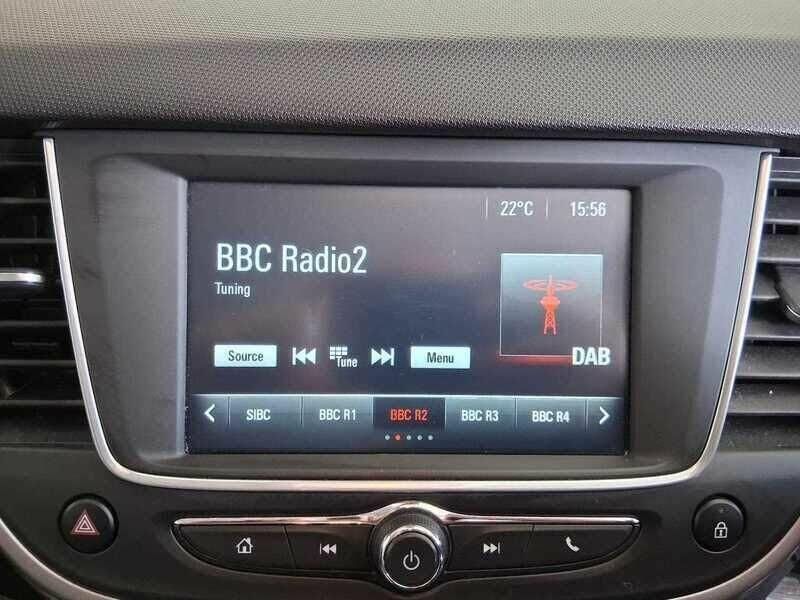 22°C 15:56
BBC Radio2
Tuning
DAB
Source Tune Menu
SIBC BBC R1 BBC R2 BBC R3 BBC R4